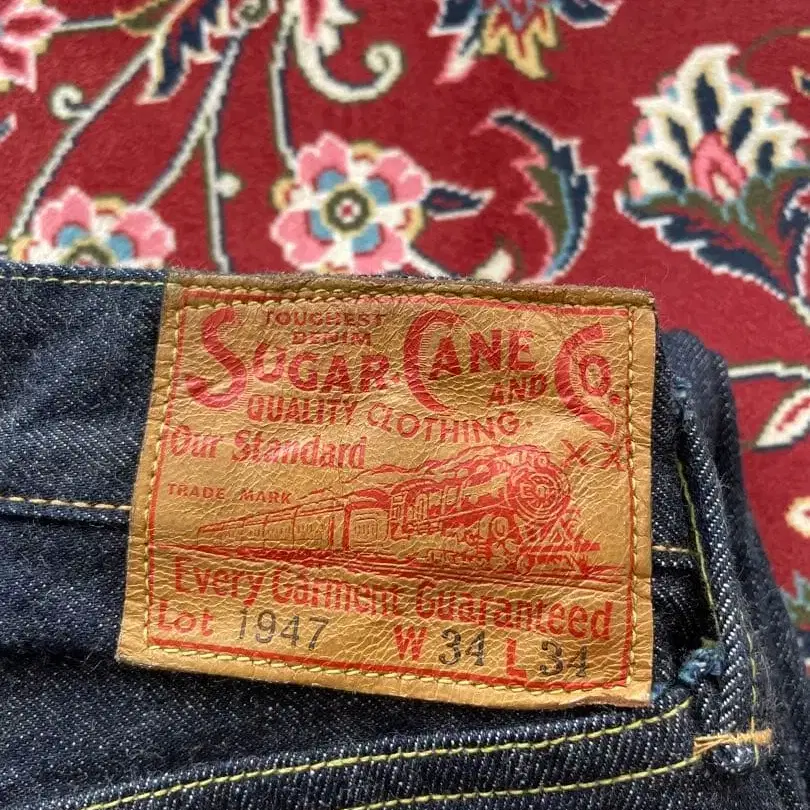 TOUGHEST
DENIM
SUGAR CANE
AND
CO.
QUALITY CLOTHING.
Our Standard
XX
TRADE MARK
Every Garment Guaranteed
Lot 1947 W 34 L 34